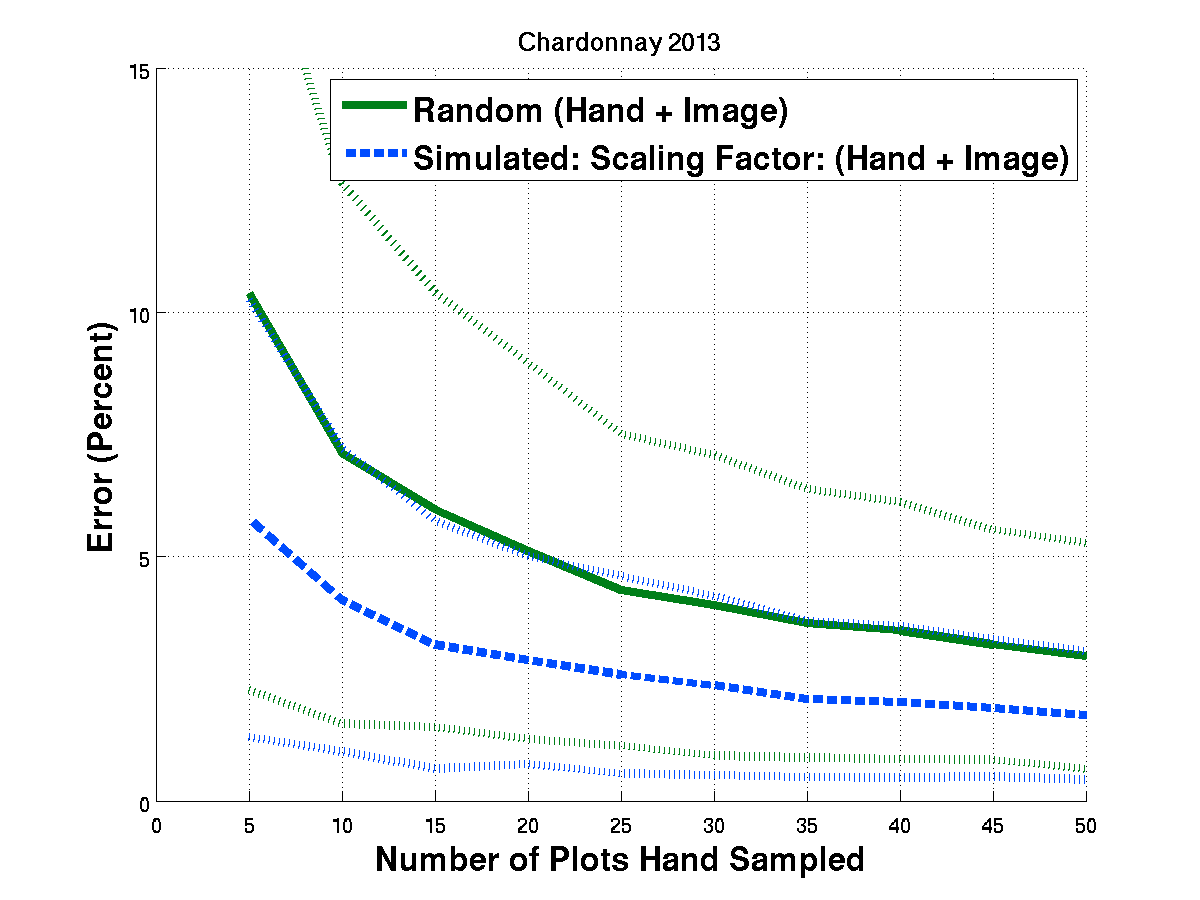 Chardonnay 2013
Random (Hand + Image)
Simulated: Scaling Factor: (Hand + Image)
Error (Percent)
15
10
5
0
0 5 10 15 20 25 30 35 40 45 50
Number of Plots Hand Sampled